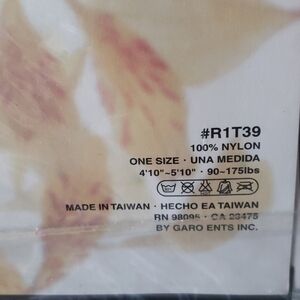 #R1T39
100% NYLON
ONE SIZE · UNA MEDIDA
4'10"~5'10" · 90~175lbs
MADE IN TAIWAN · HECHO EA TAIWAN
RN 98095 · CA 28475
BY GARO ENTS INC.